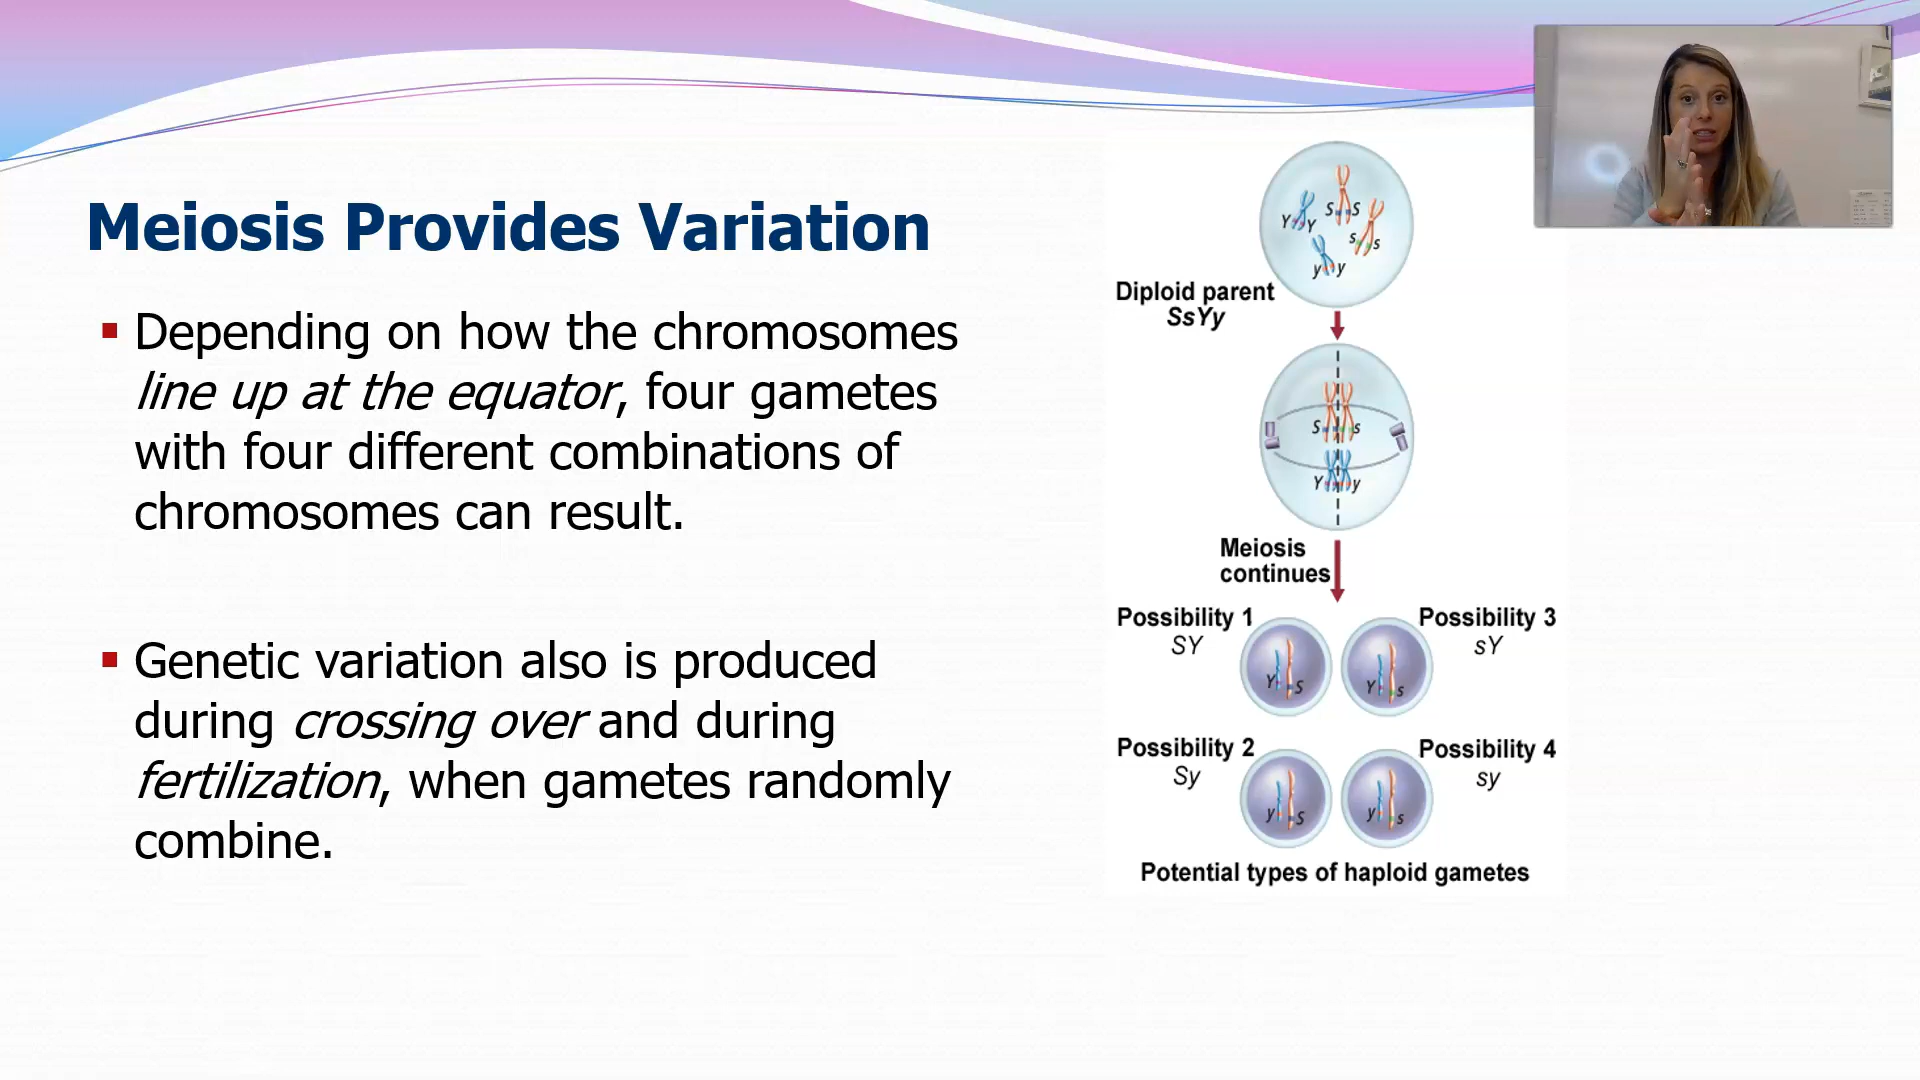 Meiosis Provides Variation
Depending on how the chromosomes
line up at the equator, four gametes
with four different combinations of
chromosomes can result.
Genetic variation also is produced
during crossing over and during
fertilization, when gametes randomly
combine.
Y Y S S s s
y y
Diploid parent
SsYy
S s
Y y
Meiosis
continues
Possibility 1
SY
Y S
Possibility 3
sY
Y s
Possibility 2
Sy
y S
Possibility 4
sy
y s
Potential types of haploid gametes